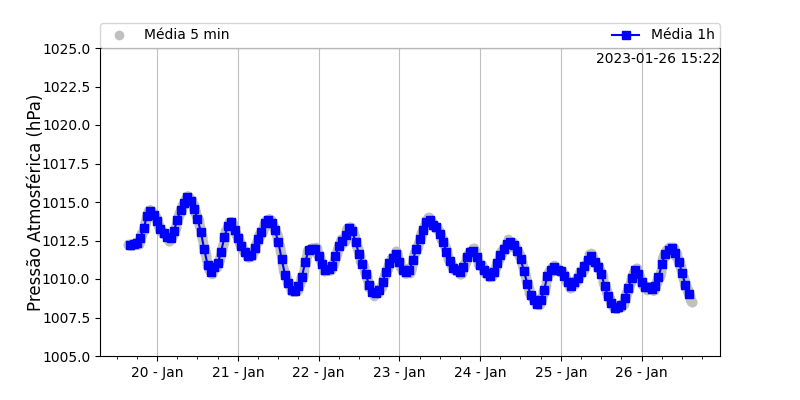 Média 5 min
Média 1h
2023-01-26 15:22
Pressão Atmosférica (hPa)
1025.0
1022.5
1020.0
1017.5
1015.0
1012.5
1010.0
1007.5
1005.0
20 - Jan
21 - Jan
22 - Jan
23 - Jan
24 - Jan
25 - Jan
26 - Jan